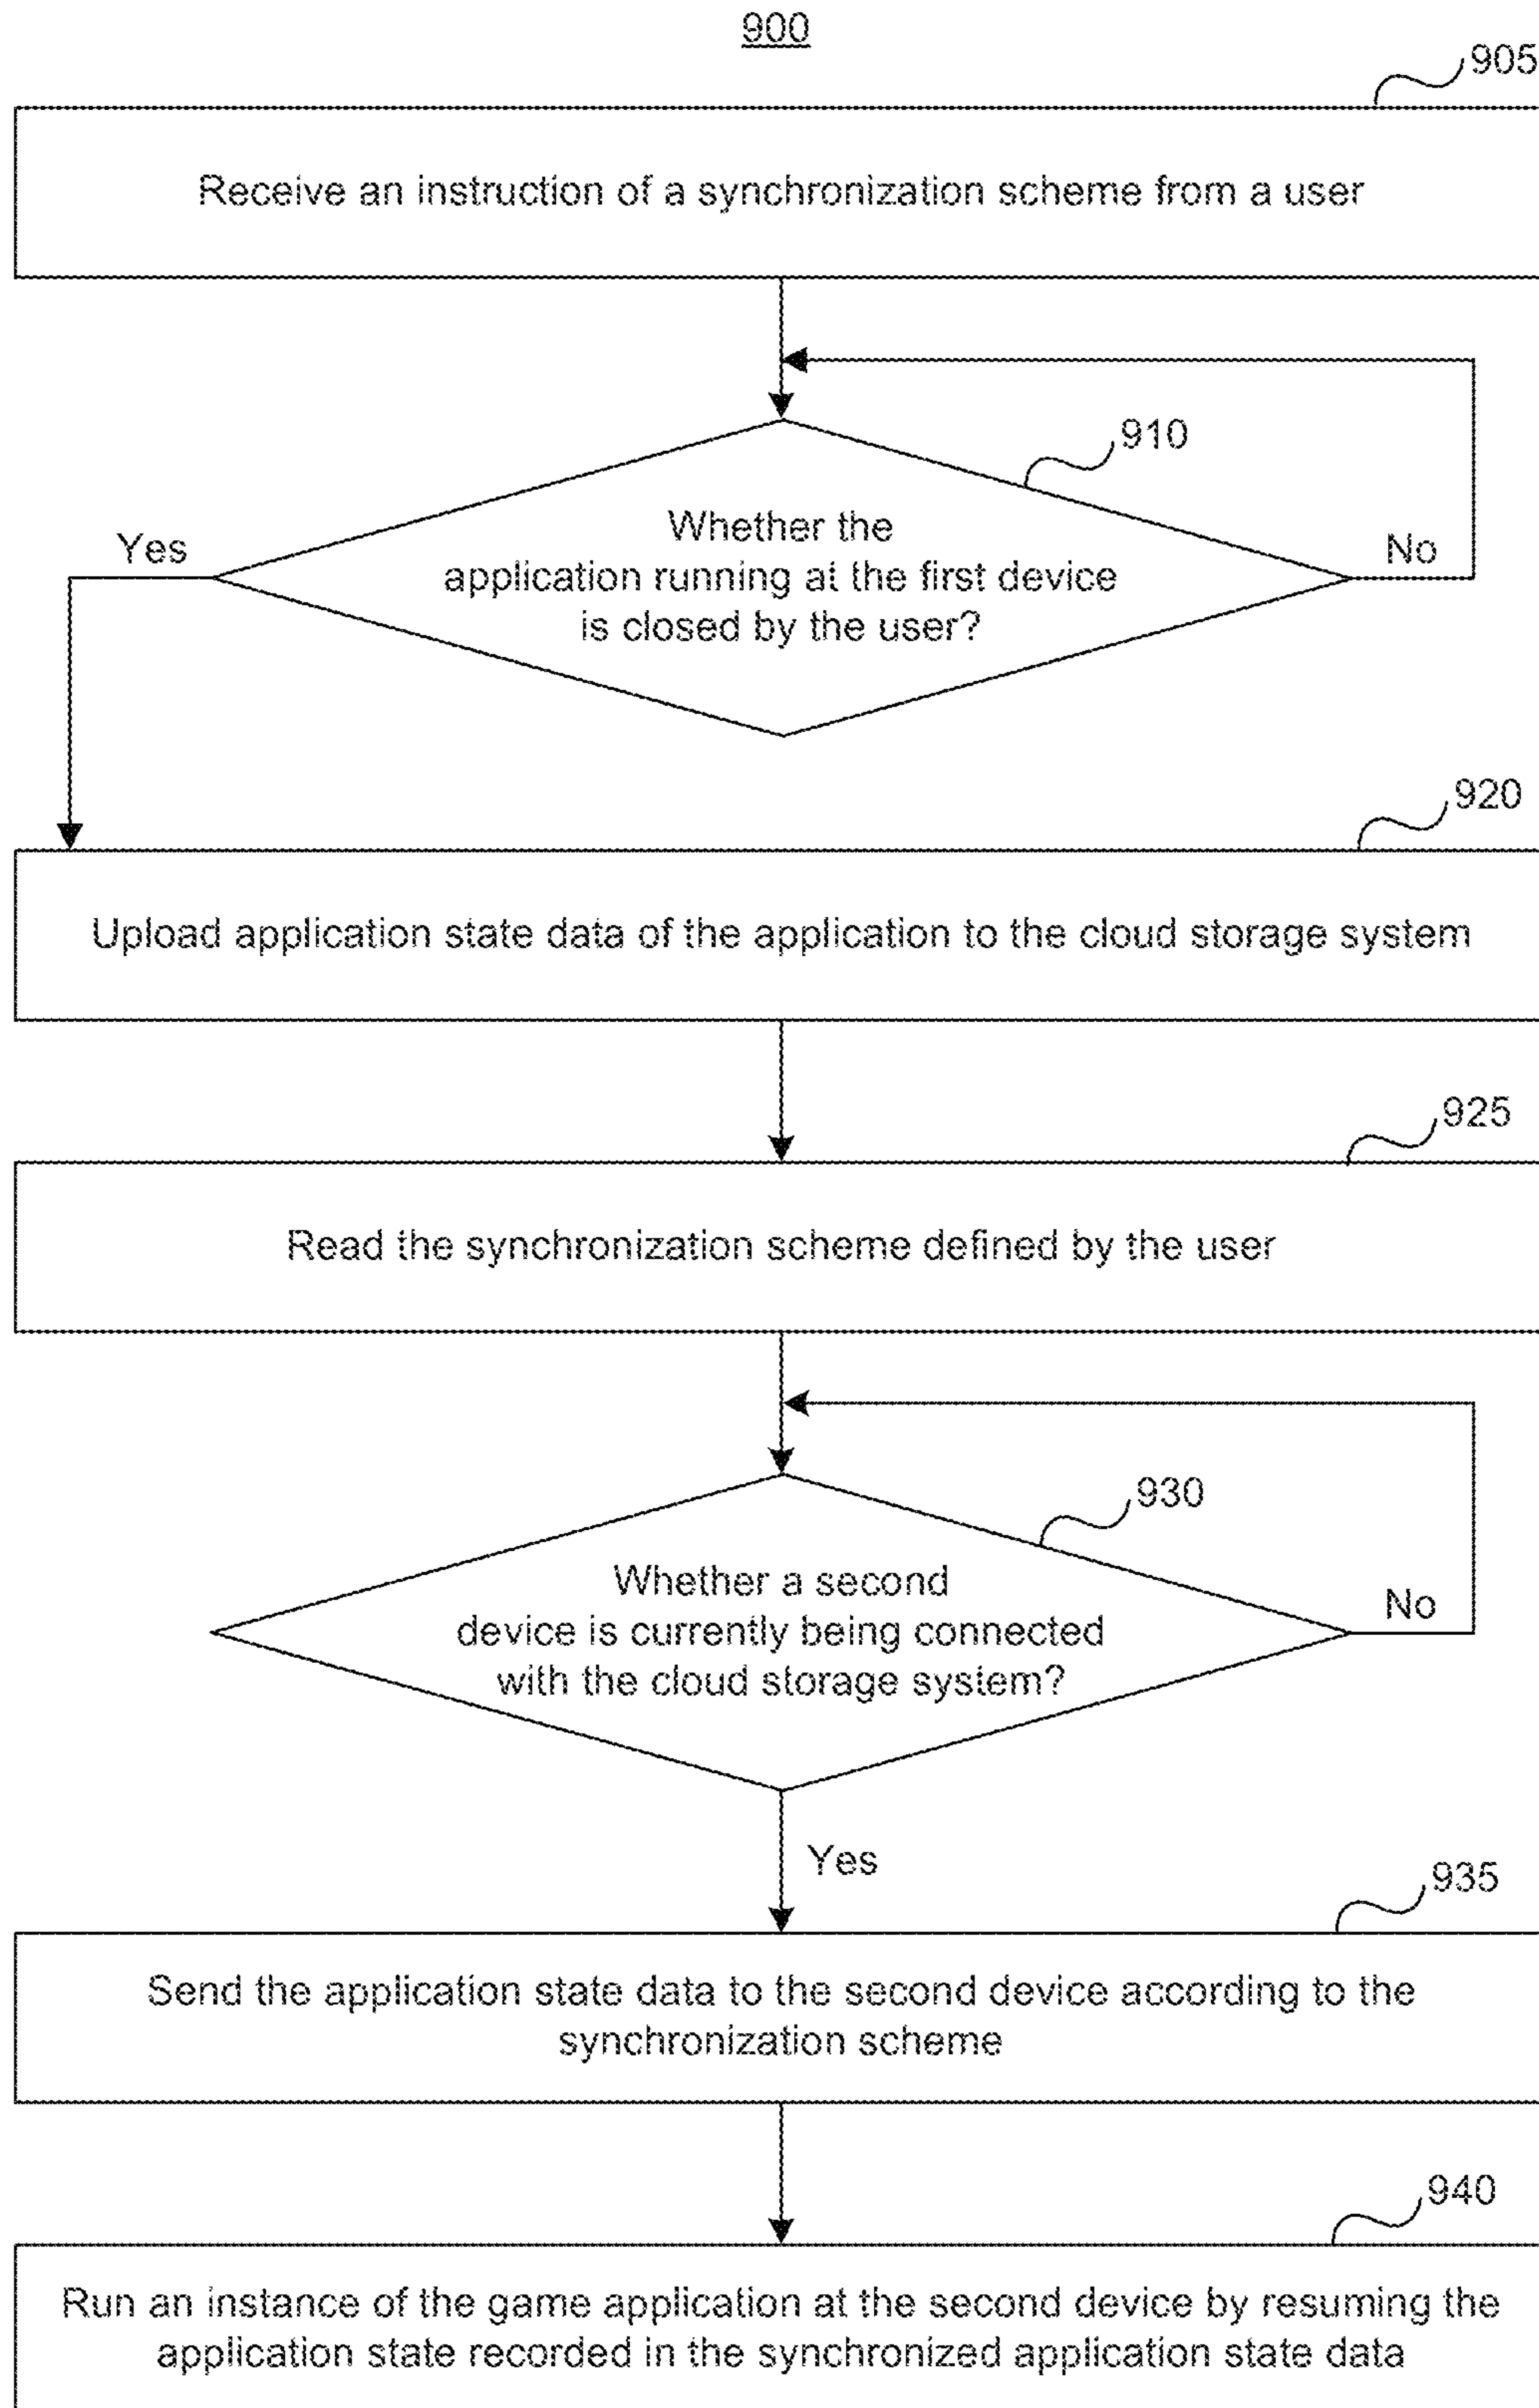 900
905
Receive an instruction of a synchronization scheme from a user
910
Whether the
application running at the first device
is closed by the user?
Yes
No
920
Upload application state data of the application to the cloud storage system
925
Read the synchronization scheme defined by the user
930
Whether a second
device is currently being connected
with the cloud storage system?
No
Yes
935
Send the application state data to the second device according to the
synchronization scheme
940
Run an instance of the game application at the second device by resuming the
application state recorded in the synchronized application state data